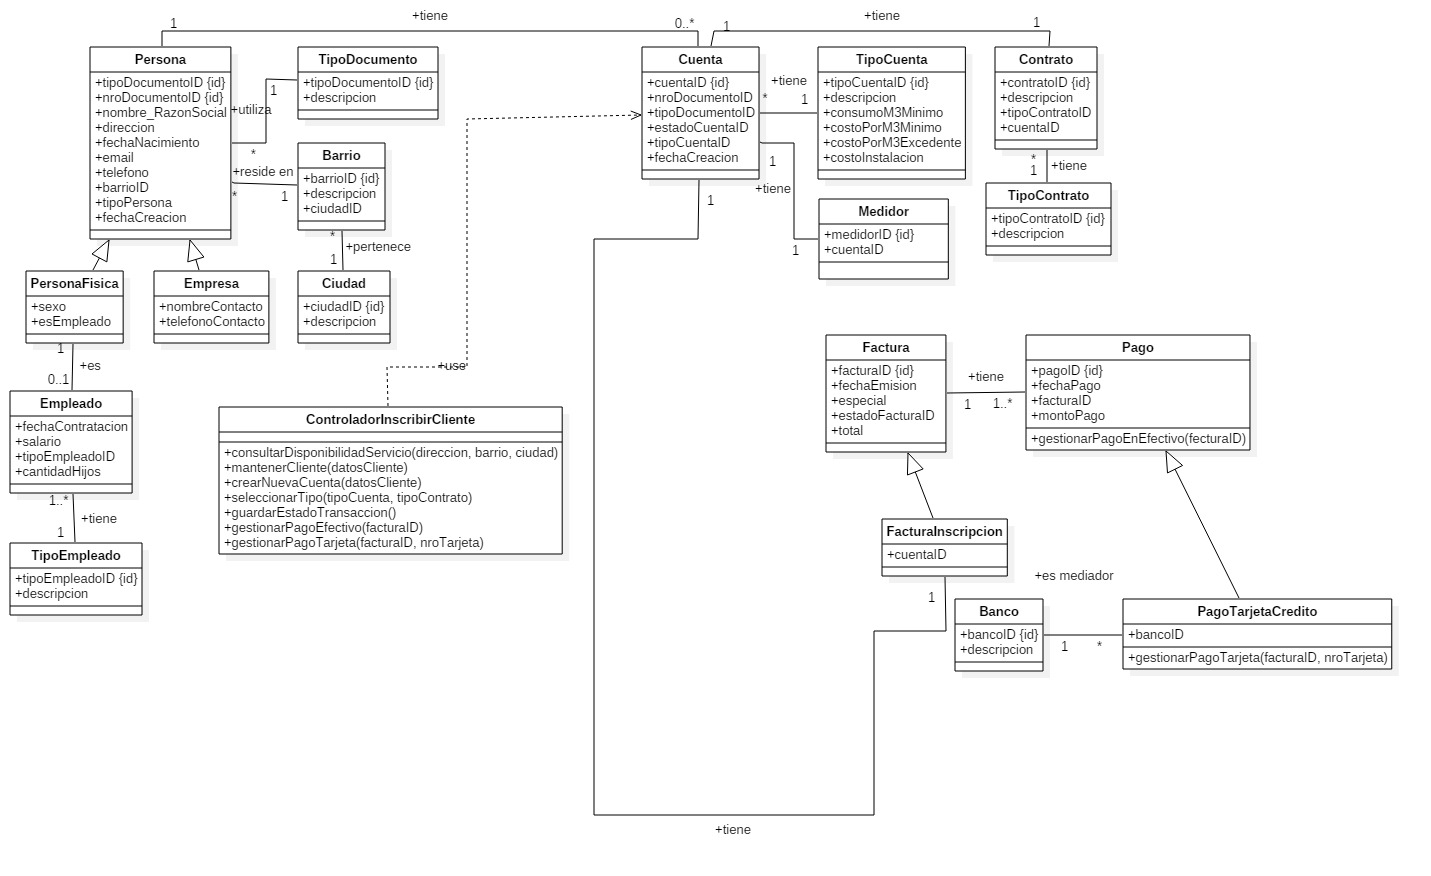 +tiene
1
0..*
1
+tiene
1
Persona
+tipoDocumentoID {id}
+nroDocumentoID {id}
+nombre_RazonSocial
+direccion
+fechaNacimiento
+email
+telefono
+barrioID
+tipoPersona
+fechaCreacion
TipoDocumento
+tipoDocumentoID {id}
+descripcion
1
+utiliza
*
Barrio
+barrioID {id}
+descripcion
+ciudadID
+reside en
*
1
*
+pertenece
1
Ciudad
+ciudadID {id}
+descripcion
PersonaFisica
+sexo
+esEmpleado
Empresa
+nombreContacto
+telefonoContacto
1
+es
0..1
Empleado
+fechaContratacion
+salario
+tipoEmpleadoID
+cantidadHijos
1..*
+tiene
1
TipoEmpleado
+tipoEmpleadoID {id}
+descripcion
+use
ControladorInscribirCliente
+consultarDisponibilidadServicio(direccion, barrio, ciudad)
+mantenerCliente(datosCliente)
+crearNuevaCuenta(datosCliente)
+seleccionarTipo(tipoCuenta, tipoContrato)
+guardarEstadoTransaccion()
+gestionarPagoEfectivo(facturaID)
+gestionarPagoTarjeta(facturaID, nroTarjeta)
Cuenta
+cuentaID {id}
+nroDocumentoID
+tipoDocumentoID
+estadoCuentaID
+tipoCuentaID
+fechaCreacion
+tiene
*
1
TipoCuenta
+tipoCuentaID {id}
+descripcion
+consumoM3Minimo
+costoPorM3Minimo
+costoPorM3Excedente
+costoInstalacion
Contrato
+contratoID {id}
+descripcion
+tipoContratoID
+cuentaID
*
+tiene
1
TipoContrato
+tipoContratoID {id}
+descripcion
1
+tiene
1
Medidor
+medidorID {id}
+cuentaID
1
Factura
+facturaID {id}
+fechaEmision
+especial
+estadoFacturaID
+total
+tiene
1
1..*
Pago
+pagoID {id}
+fechaPago
+facturaID
+montoPago
+gestionarPagoEnEfectivo(fecturaID)
FacturaInscripcion
+cuentaID
1
Banco
+bancoID {id}
+descripcion
+es mediador
1
*
PagoTarjetaCredito
+bancoID
+gestionarPagoTarjeta(facturaID, nroTarjeta)
+tiene